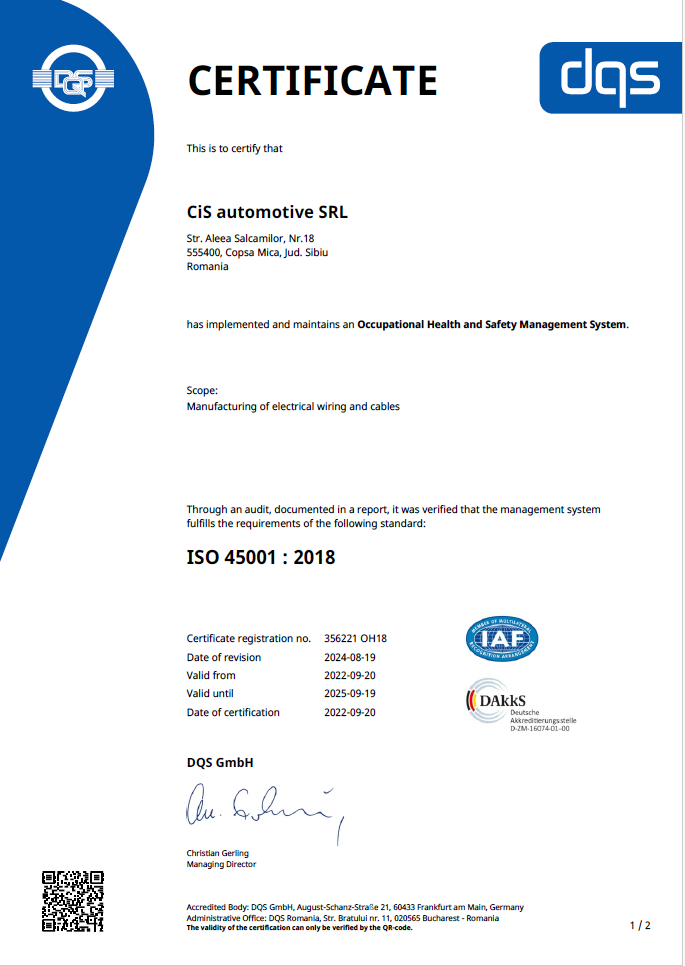 DQS
CERTIFICATE
dqs
This is to certify that
CiS automotive SRL
Str. Aleea Salcamilor, Nr.18
555400, Copsa Mica, Jud. Sibiu
Romania
has implemented and maintains an Occupational Health and Safety Management System.
Scope:
Manufacturing of electrical wiring and cables
Through an audit, documented in a report, it was verified that the management system
fulfills the requirements of the following standard:
ISO 45001 : 2018
Certificate registration no. 356221 OH18
Date of revision 2024-08-19
Valid from 2022-09-20
Valid until 2025-09-19
Date of certification 2022-09-20
MEMBER OF MULTILATERAL
IAF
RECOGNITION ARRANGEMENT
DAkkS
Deutsche
Akkreditierungsstelle
D-ZM-16074-01-00
DQS GmbH
Christian Gerling
Managing Director
Accredited Body: DQS GmbH, August-Schanz-Straße 21, 60433 Frankfurt am Main, Germany
Administrative Office: DQS Romania, Str. Bratului nr. 11, 020565 Bucharest - Romania
The validity of the certification can only be verified by the QR-code.
1 / 2